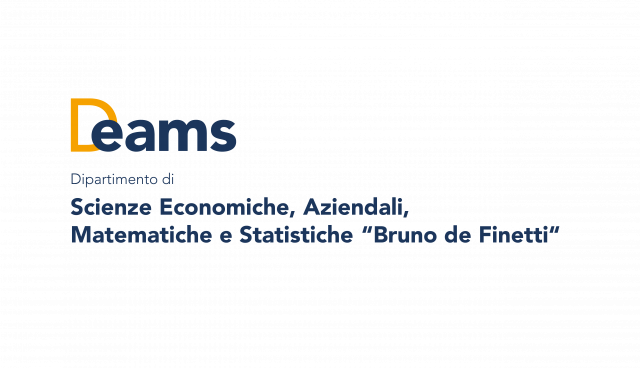 Deams
Dipartimento di
Scienze Economiche, Aziendali,
Matematiche e Statistiche “Bruno de Finetti“